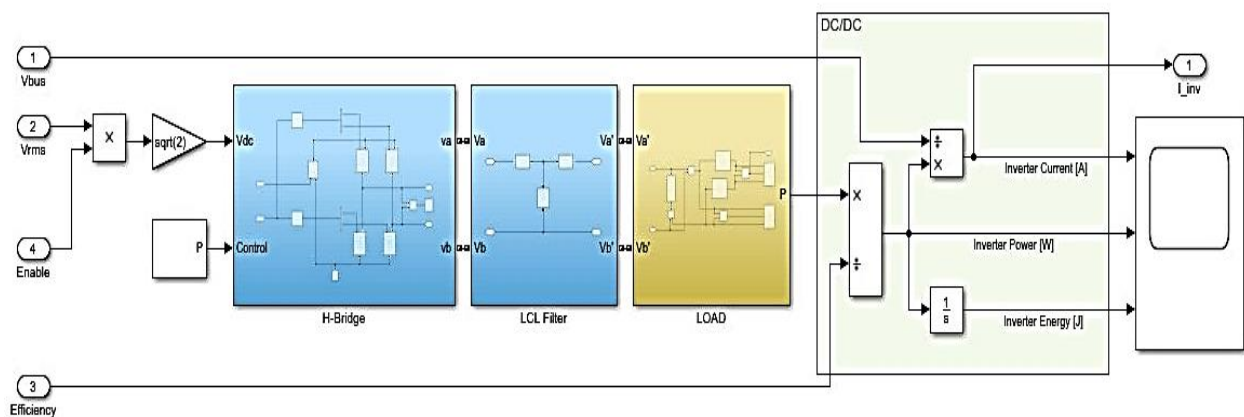 DC/DC
1
Vbus
1
I_inv
2
Vrms
X
sqrt(2)
Vdc
va
Va
Va'
Va'
÷
X
Inverter Current [A]
P
X
4
Enable
P
Control
vb
Vb
Vb'
Vb'
÷
Inverter Power [W]
1
s
Inverter Energy [J]
H-Bridge
LCL Filter
LOAD
3
Efficiency